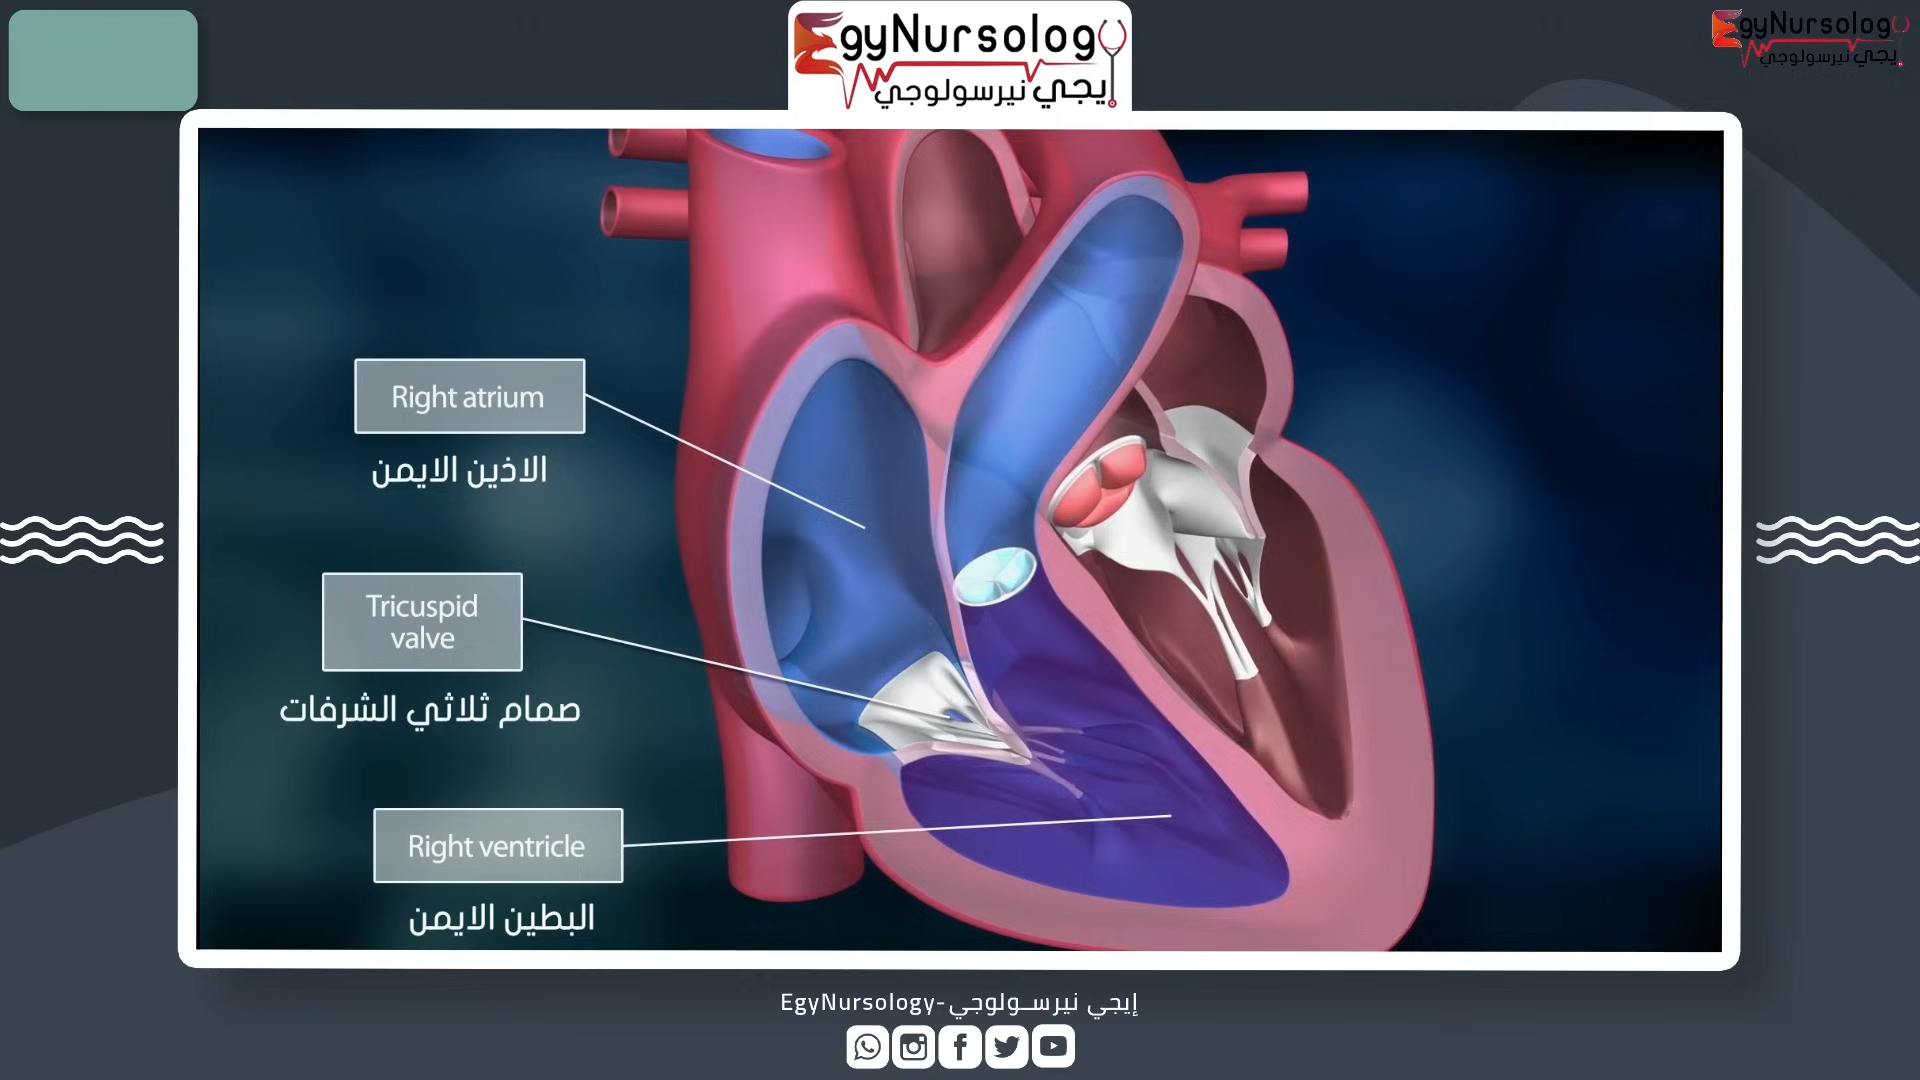 EgyNursology
إيجي نيرسولوجي
EgyNursology
إيجي نيرسولوجي
Right atrium
الاذين الايمن
Tricuspid
valve
صمام ثلاثي الشرفات
Right ventricle
البطين الايمن
EgyNursology-إيجي نيرســولوجي